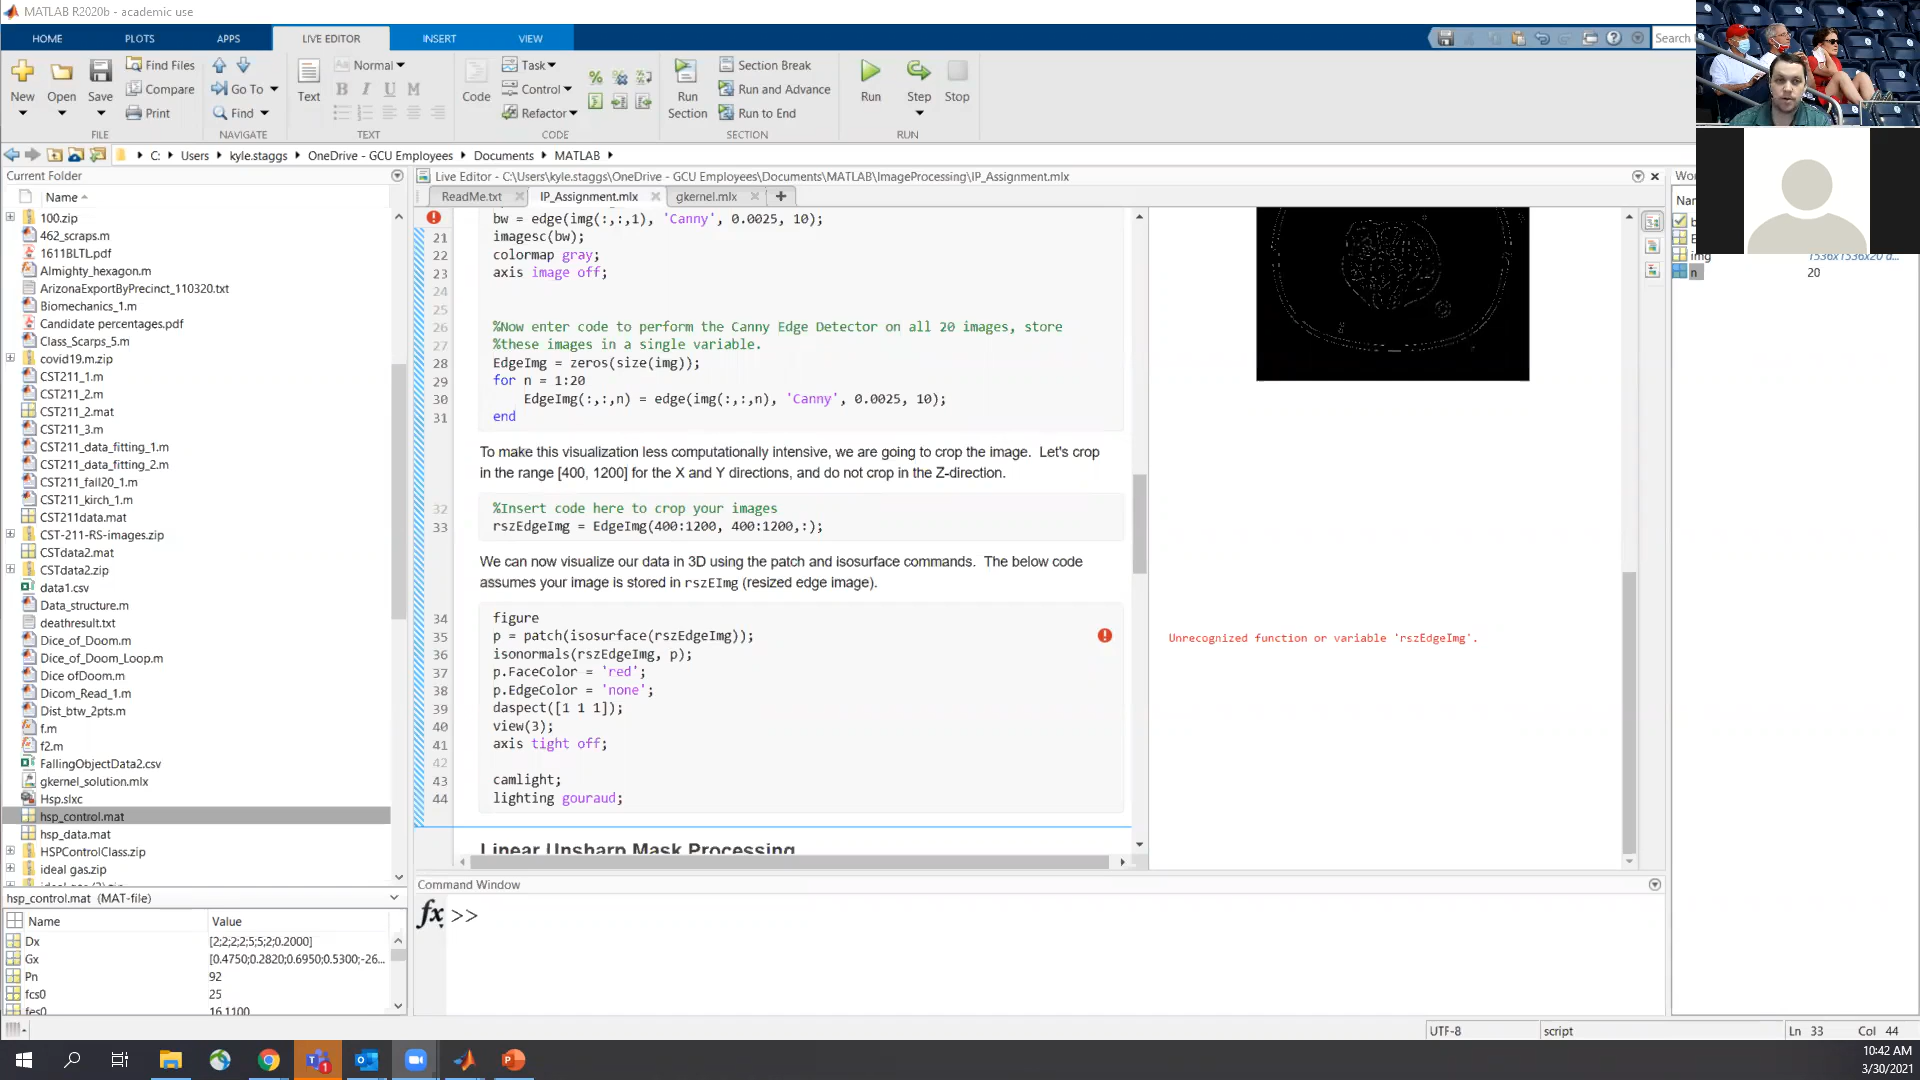 MATLAB R2020b - academic use
HOME PLOTS APPS LIVE EDITOR INSERT VIEW
Search
New Open Save Find Files Compare Print
FILE
Go To Find
NAVIGATE
Text Normal
B I U M
TEXT
Code Task Control Refactor
CODE
Run Section Section Break Run and Advance Run to End
SECTION
Run Step Stop
RUN
C: Users kyle.staggs OneDrive - GCU Employees Documents MATLAB
Current Folder
Name
100.zip
462_scraps.m
1611BLTL.pdf
Almighty_hexagon.m
ArizonaExportByPrecinct_110320.txt
Biomechanics_1.m
Candidate percentages.pdf
Class_Scarps_5.m
covid19.m.zip
CST211_1.m
CST211_2.m
CST211_2.mat
CST211_3.m
CST211_data_fitting_1.m
CST211_data_fitting_2.m
CST211_fall20_1.m
CST211_kirch_1.m
CST211data.mat
CST-211-RS-images.zip
CSTdata2.mat
CSTdata2.zip
data1.csv
Data_structure.m
deathresult.txt
Dice_of_Doom.m
Dice_of_Doom_Loop.m
Dice ofDoom.m
Dicom_Read_1.m
Dist_btw_2pts.m
f.m
f2.m
FallingObjectData2.csv
gkernel_solution.mlx
Hsp.slxc
hsp_control.mat
hsp_data.mat
HSPControlClass.zip
ideal gas.zip
hsp_control.mat (MAT-file)
Name Value
Dx [2;2;2;2;5;5;2;0.2000]
Gx [0.4750;0.2820;0.6950;0.5300;-26...
Pn 92
fcs0 25
fes0 16.1100
Live Editor - C:\Users\kyle.staggs\OneDrive - GCU Employees\Documents\MATLAB\ImageProcessing\IP_Assignment.mlx
ReadMe.txt IP_Assignment.mlx gkernel.mlx
bw = edge(img(:,:,1), 'Canny', 0.0025, 10);
21 imagesc(bw);
22 colormap gray;
23 axis image off;
24
25
26 %Now enter code to perform the Canny Edge Detector on all 20 images, store
27 %these images in a single variable.
28 EdgeImg = zeros(size(img));
29 for n = 1:20
30 EdgeImg(:,:,n) = edge(img(:,:,n), 'Canny', 0.0025, 10);
31 end
To make this visualization less computationally intensive, we are going to crop the image. Let's crop
in the range [400, 1200] for the X and Y directions, and do not crop in the Z-direction.
32 %Insert code here to crop your images
33 rszEdgeImg = EdgeImg(400:1200, 400:1200,:);
We can now visualize our data in 3D using the patch and isosurface commands. The below code
assumes your image is stored in rszEImg (resized edge image).
34 figure
35 p = patch(isosurface(rszEdgeImg));
36 isonormals(rszEdgeImg, p);
37 p.FaceColor = 'red';
38 p.EdgeColor = 'none';
39 daspect([1 1 1]);
40 view(3);
41 axis tight off;
42
43 camlight;
44 lighting gouraud;
Linear Unsharp Mask Processing
Unrecognized function or variable 'rszEdgeImg'.
Command Window
fx >>
img 1536x1536x20 d...
n 20
UTF-8 script Ln 33 Col 44
10:42 AM
3/30/2021